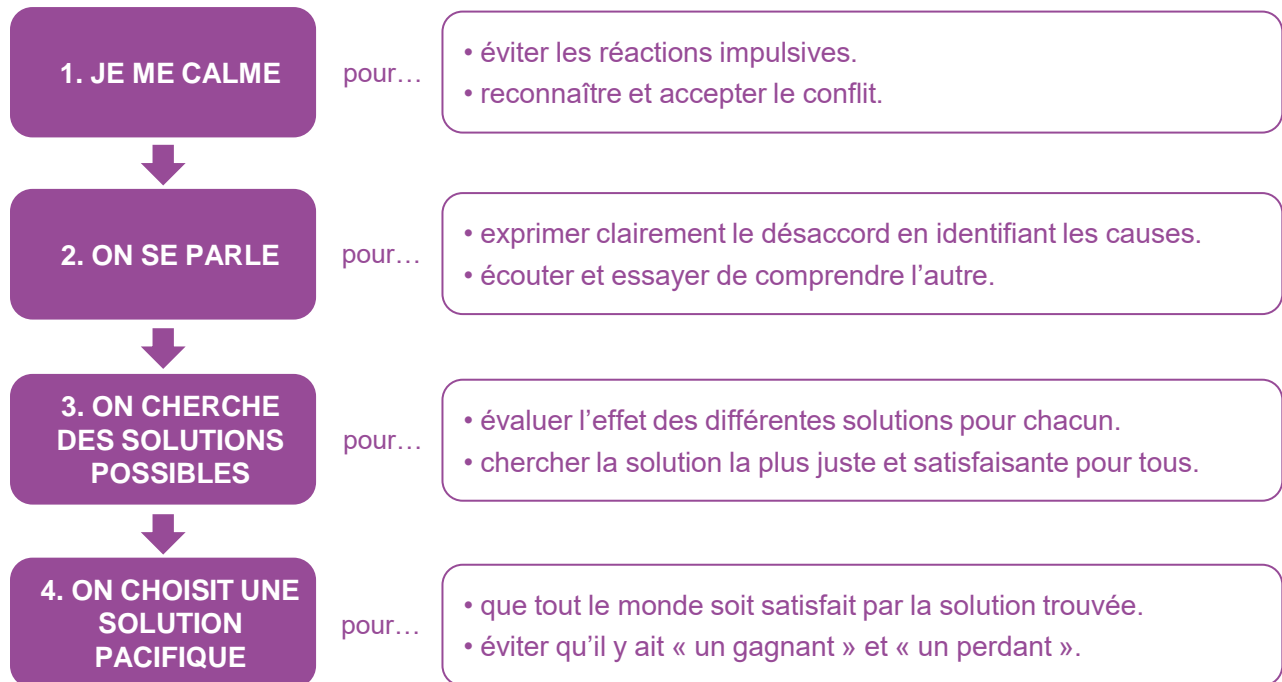 1. JE ME CALME
pour…
• éviter les réactions impulsives.
• reconnaître et accepter le conflit.
2. ON SE PARLE
pour…
• exprimer clairement le désaccord en identifiant les causes.
• écouter et essayer de comprendre l’autre.
3. ON CHERCHE
DES SOLUTIONS
POSSIBLES
pour…
• évaluer l’effet des différentes solutions pour chacun.
• chercher la solution la plus juste et satisfaisante pour tous.
4. ON CHOISIT UNE
SOLUTION
PACIFIQUE
pour…
• que tout le monde soit satisfait par la solution trouvée.
• éviter qu’il y ait « un gagnant » et « un perdant ».